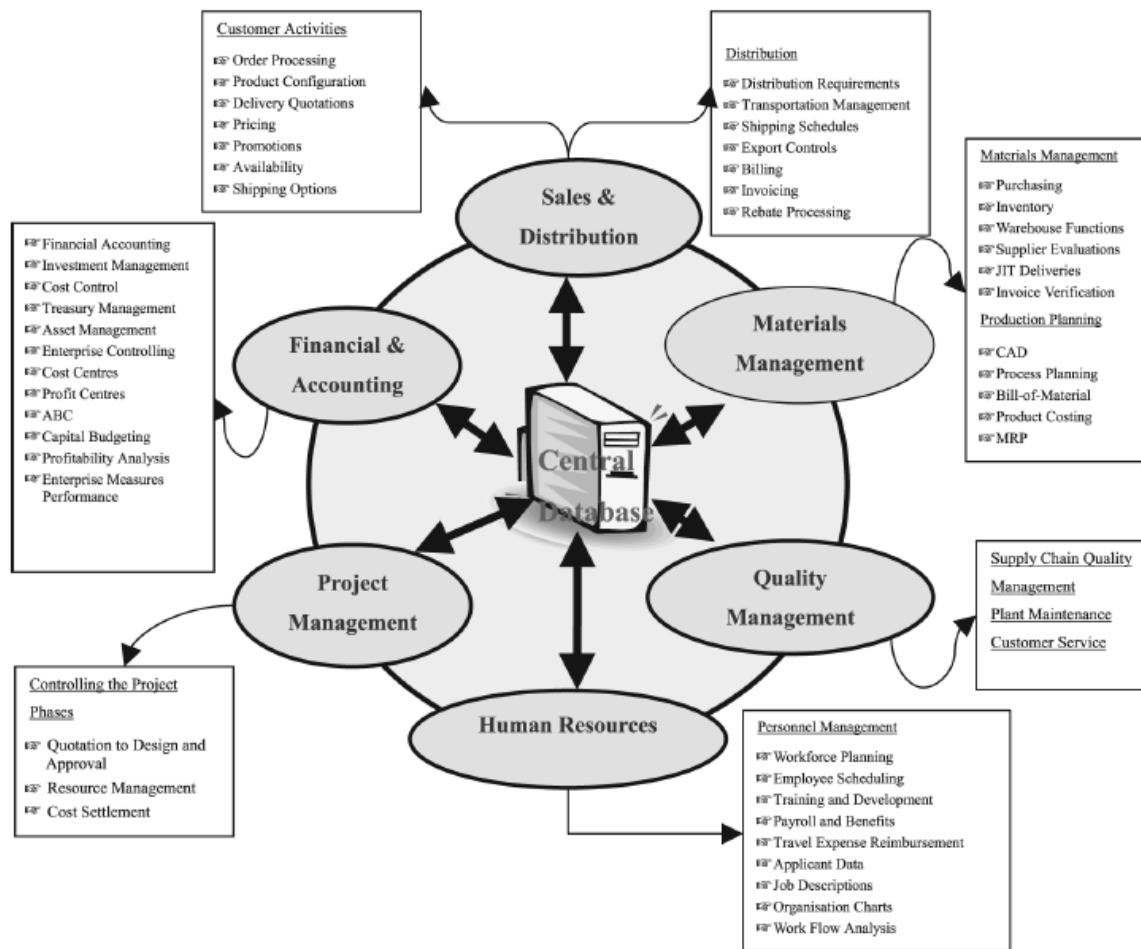 Customer Activities
Order Processing
Product Configuration
Delivery Quotations
Pricing
Promotions
Availability
Shipping Options
Distribution
Distribution Requirements
Transportation Management
Shipping Schedules
Export Controls
Billing
Invoicing
Rebate Processing
Materials Management
Purchasing
Inventory
Warehouse Functions
Supplier Evaluations
JIT Deliveries
Invoice Verification
Production Planning
CAD
Process Planning
Bill-of-Material
Product Costing
MRP
Financial Accounting
Investment Management
Cost Control
Treasury Management
Asset Management
Enterprise Controlling
Cost Centres
Profit Centres
ABC
Capital Budgeting
Profitability Analysis
Enterprise Measures
Performance
Sales &
Distribution
Financial &
Accounting
Materials
Management
Central
Database
Project
Management
Quality
Management
Human Resources
Supply Chain Quality
Management
Plant Maintenance
Customer Service
Controlling the Project
Phases
Quotation to Design and
Approval
Resource Management
Cost Settlement
Personnel Management
Workforce Planning
Employee Scheduling
Training and Development
Payroll and Benefits
Travel Expense Reimbursement
Applicant Data
Job Descriptions
Organisation Charts
Work Flow Analysis